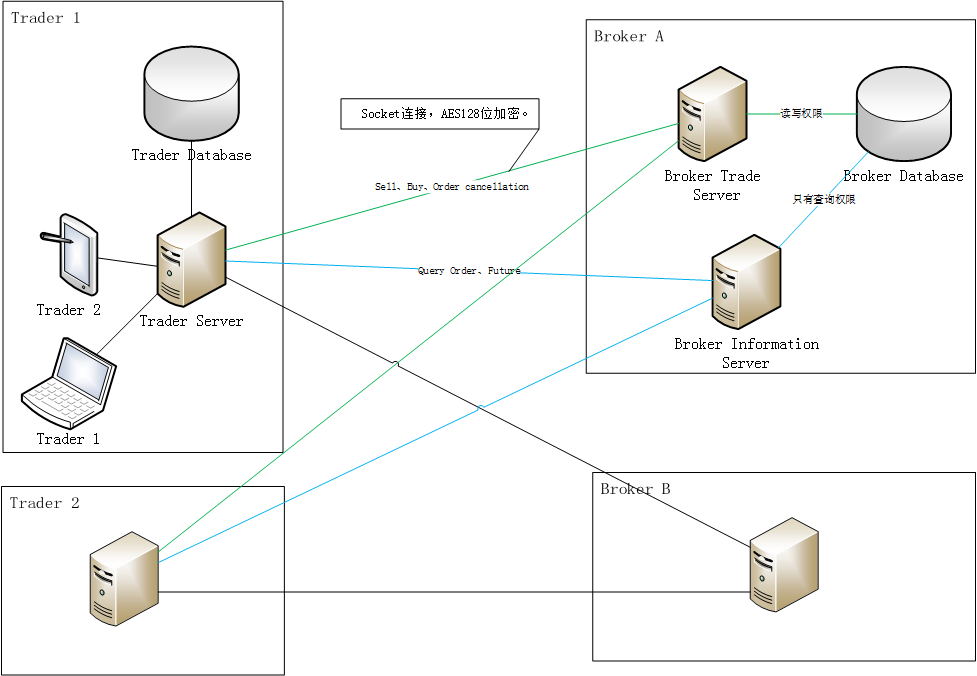 Trader 1
Broker A
Socket连接，AES128位加密。
读写权限
Trader Database
Broker Trade
Server
Broker Database
Sell、Buy、Order cancellation
只有查询权限
Query Order、Future
Trader 2
Trader Server
Broker Information
Server
Trader 1
Trader 2
Broker B